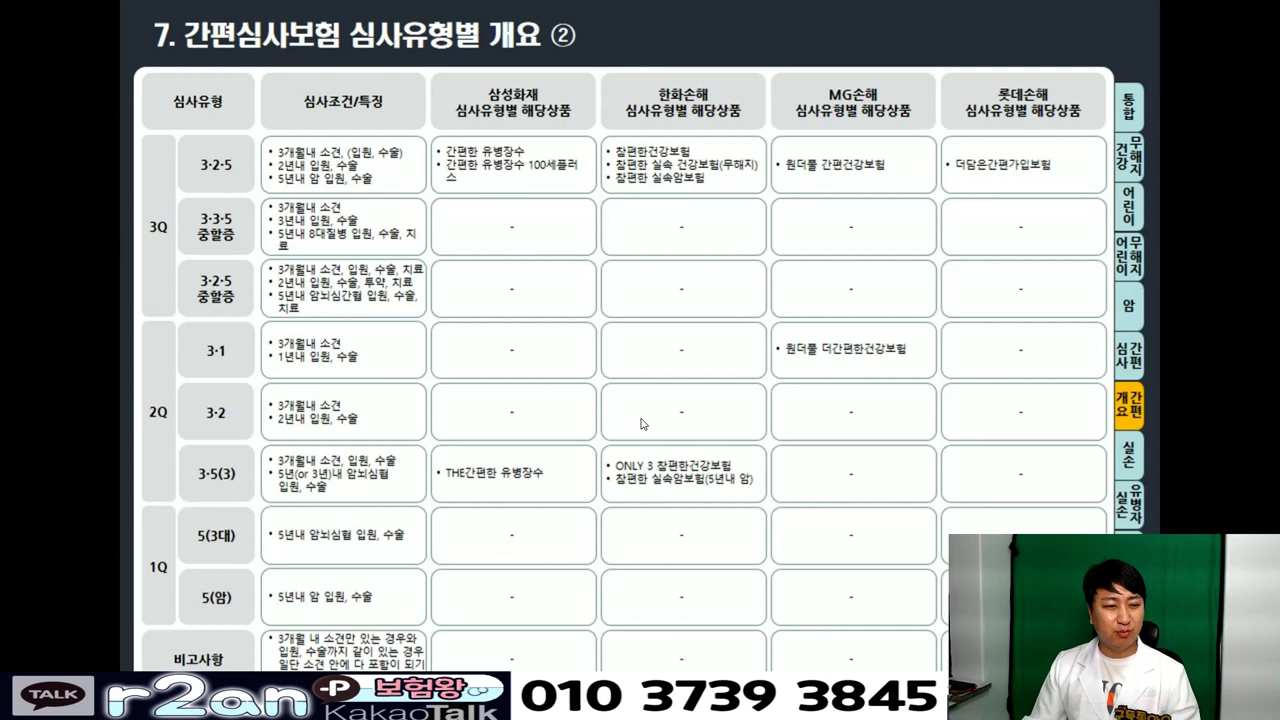 7. 간편심사보험 심사유형별 개요 ②
심사유형
심사조건/특징
삼성화재
심사유형별 해당상품
한화손해
심사유형별 해당상품
MG손해
심사유형별 해당상품
롯데손해
심사유형별 해당상품
3Q
3·2·5
• 3개월내 소견, (입원, 수술)
• 2년내 입원, 수술
• 5년내 암 입원, 수술
• 간편한 유병장수
• 간편한 유병장수 100세플러
스
• 참편한건강보험
• 참편한 실속 건강보험(무해지)
• 참편한 실속암보험
• 원더풀 간편건강보험
• 더담은간편가입보험
3·3·5
중할증
• 3개월내 소견
• 3년내 입원, 수술
• 5년내 8대질병 입원, 수술, 치
료
-
-
-
-
3·2·5
중할증
• 3개월내 소견, 입원, 수술, 치료
• 2년내 입원, 수술, 투약, 치료
• 5년내 암뇌심간협 입원, 수술,
치료
-
-
-
-
2Q
3·1
• 3개월내 소견
• 1년내 입원, 수술
-
-
• 원더풀 더간편한건강보험
-
3·2
• 3개월내 소견
• 2년내 입원, 수술
-
-
-
-
3·5(3)
• 3개월내 소견, 입원, 수술
• 5년(or 3년)내 암뇌심협
입원, 수술
• THE간편한 유병장수
• ONLY 3 참편한건강보험
• 참편한 실속암보험(5년내 암)
-
-
1Q
5(3대)
• 5년내 암뇌심협 입원, 수술
-
-
-
5(암)
• 5년내 암 입원, 수술
-
-
-
비고사항
• 3개월 내 소견만 있는 경우와
입원, 수술까지 같이 있는 경우
일단 소견 안에 다 포함이 되기
-
-
-
통합
무해지 건강
어린이
무해지 어린이
암
간편 심사
간편 개요
실손
유병자 실손
TALK
r2an
-P 보험왕
KakaoTalk
010 3739 3845